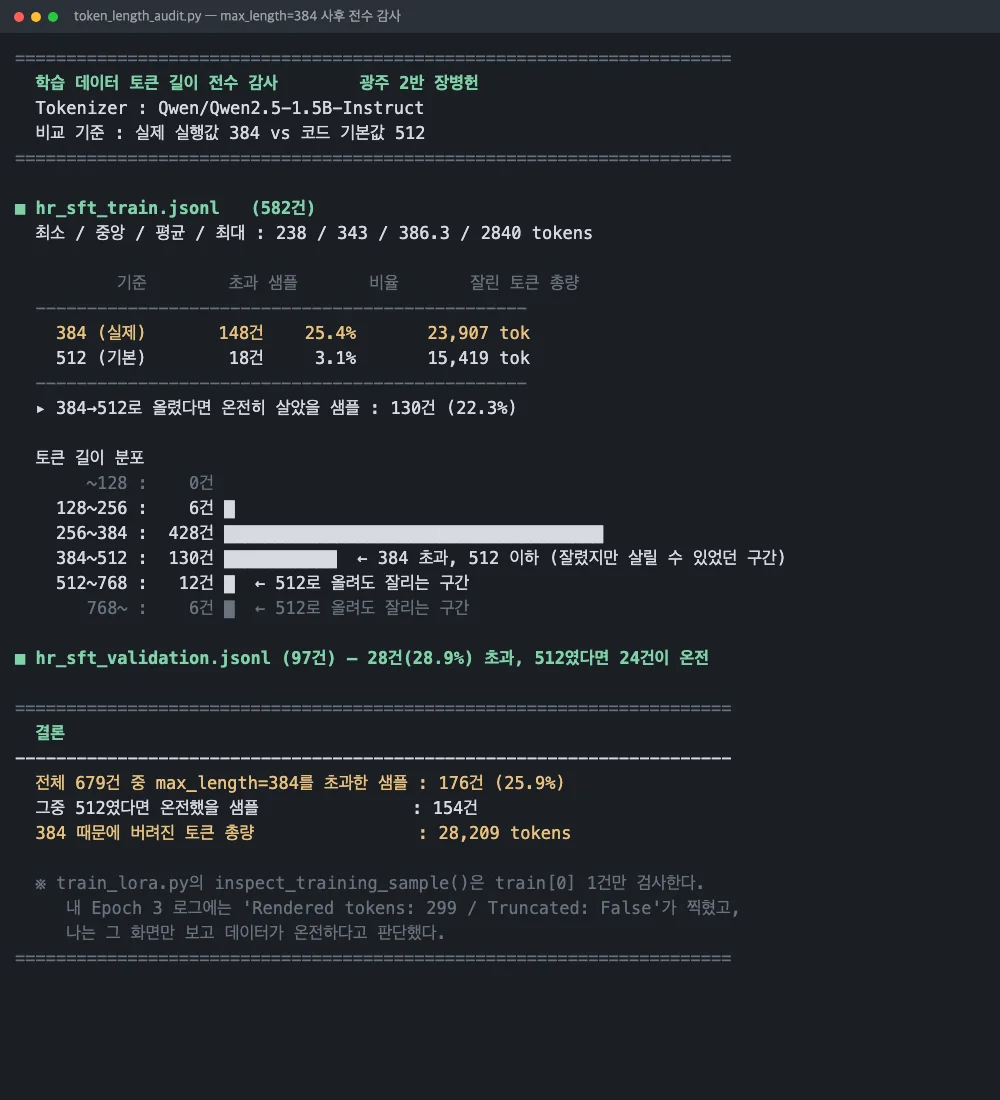 token_length_audit.py — max_length=384 사후 전수 감사
학습 데이터 토큰 길이 전수 감사 광주 2반 장병헌
Tokenizer : Qwen/Qwen2.5-1.5B-Instruct
비교 기준 : 실제 실행값 384 vs 코드 기본값 512
■ hr_sft_train.jsonl (582건)
최소 / 중앙 / 평균 / 최대 : 238 / 343 / 386.3 / 2840 tokens
기준 초과 샘플 비율 잘린 토큰 총량
384 (실제) 148건 25.4% 23,907 tok
512 (기본) 18건 3.1% 15,419 tok
▸ 384→512로 올렸다면 온전히 살았을 샘플 : 130건 (22.3%)
토큰 길이 분포
~128 : 0건
128~256 : 6건
256~384 : 428건
384~512 : 130건 ← 384 초과, 512 이하 (잘렸지만 살릴 수 있었던 구간)
512~768 : 12건 ← 512로 올려도 잘리는 구간
768~ : 6건 ← 512로 올려도 잘리는 구간
■ hr_sft_validation.jsonl (97건) — 28건(28.9%) 초과, 512였다면 24건이 온전
결론
전체 679건 중 max_length=384를 초과한 샘플 : 176건 (25.9%)
그중 512였다면 온전했을 샘플 : 154건
384 때문에 버려진 토큰 총량 : 28,209 tokens
※ train_lora.py의 inspect_training_sample()은 train[0] 1건만 검사한다.
내 Epoch 3 로그에는 'Rendered tokens: 299 / Truncated: False'가 찍혔고,
나는 그 화면만 보고 데이터가 온전하다고 판단했다.